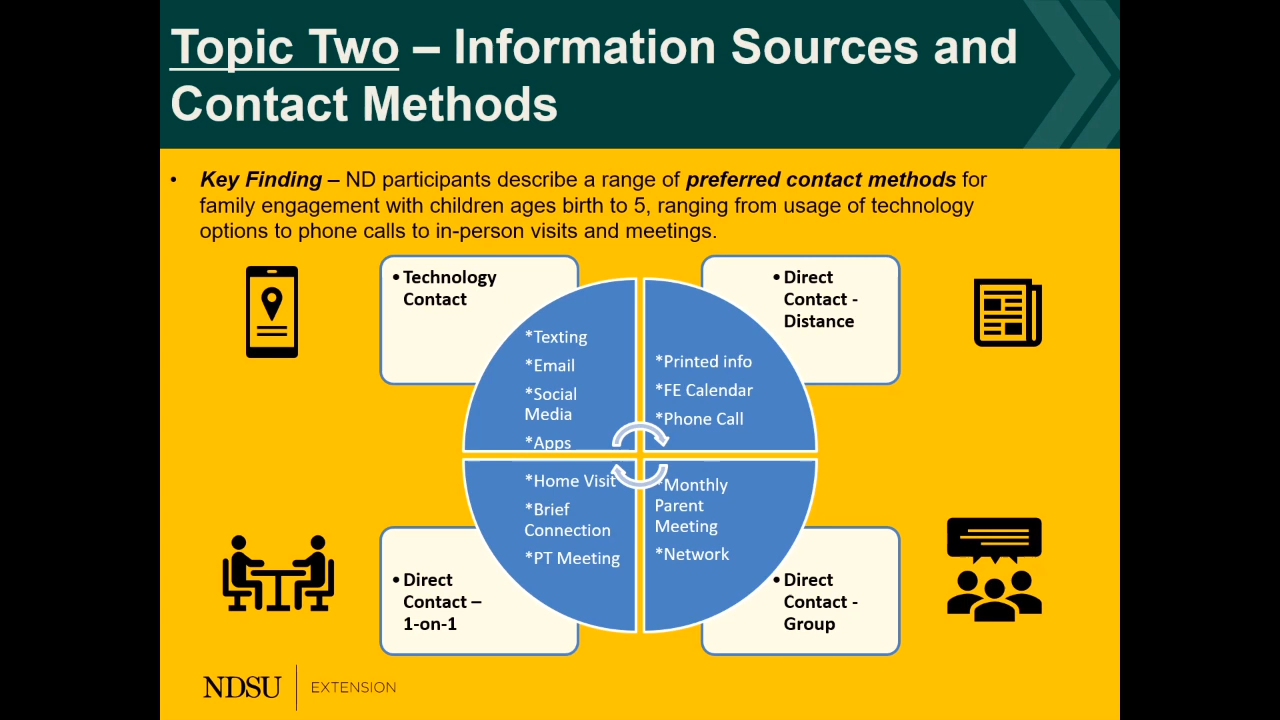 Topic Two – Information Sources and
Contact Methods
• Key Finding – ND participants describe a range of preferred contact methods for
family engagement with children ages birth to 5, ranging from usage of technology
options to phone calls to in-person visits and meetings.
• Technology
Contact
*Texting
*Email
*Social
Media
*Apps
• Direct
Contact -
Distance
*Printed info
*FE Calendar
*Phone Call
*Home Visit
*Brief
Connection
*PT Meeting
• Direct
Contact –
1-on-1
*Monthly
Parent
Meeting
*Network
• Direct
Contact -
Group
NDSU EXTENSION